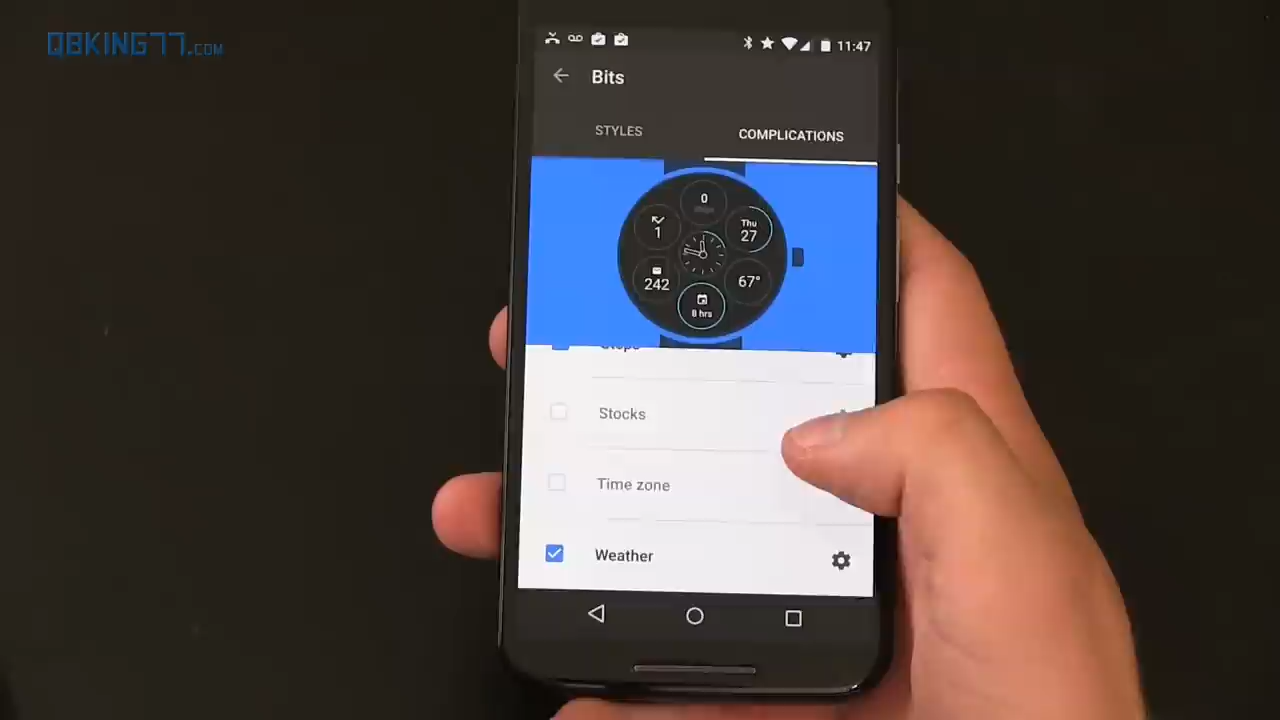 QBKING77.COM
11:47
Bits
STYLES
COMPLICATIONS
0
1
Thu
27
242
67°
8 hrs
Steps
Stocks
Time zone
Weather